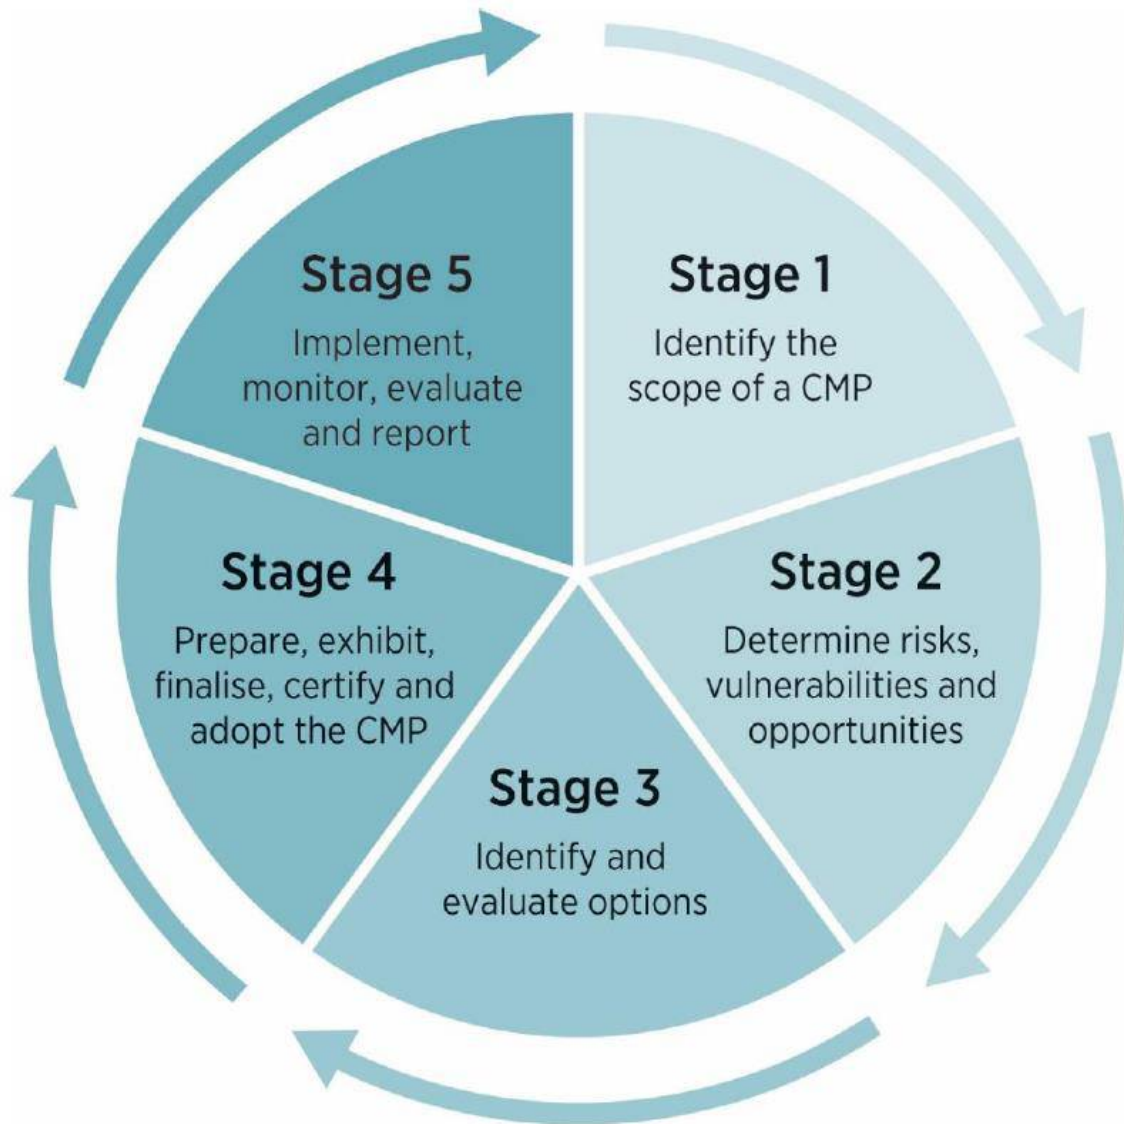 Stage 1
Identify the
scope of a CMP
Stage 2
Determine risks,
vulnerabilities and
opportunities
Stage 3
Identify and
evaluate options
Stage 4
Prepare, exhibit,
finalise, certify and
adopt the CMP
Stage 5
Implement,
monitor, evaluate
and report